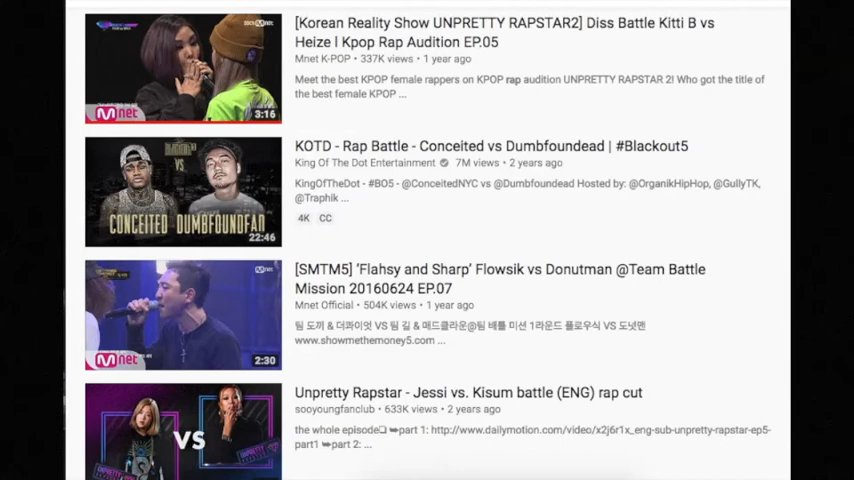 [Korean Reality Show UNPRETTY RAPSTAR2] Diss Battle Kitti B vs
Heize l Kpop Rap Audition EP.05
Mnet K-POP • 337K views • 1 year ago
Meet the best KPOP female rappers on KPOP rap audition UNPRETTY RAPSTAR 2! Who got the title of
the best female KPOP ...
mnet
3:16
KOTD - Rap Battle - Conceited vs Dumbfoundead | #Blackout5
King Of The Dot Entertainment • 7M views • 2 years ago
KingOfTheDot - #BO5 - @ConceitedNYC vs @Dumbfoundead Hosted by: @OrganikHipHop, @GullyTK,
@Traphik ...
4K CC
VS
CONCEITED DUMBFOUNDEAD
22:46
[SMTM5] ‘Flahsy and Sharp’ Flowsik vs Donutman @Team Battle
Mission 20160624 EP.07
Mnet Official • 504K views • 1 year ago
팀 도끼 & 더콰이엇 VS 팀 길 & 매드클라운@팀 배틀 미션 1라운드 플로우식 VS 도넛맨
www.showmethemoney5.com ...
mnet
mnet
2:30
Unpretty Rapstar - Jessi vs. Kisum battle (ENG) rap cut
sooyoungfanclub • 633K views • 2 years ago
the whole episode❏ ➥part 1: http://www.dailymotion.com/video/x2j6r1x_eng-sub-unpretty-rapstar-ep5-
part1 ➥part 2: ...
VS